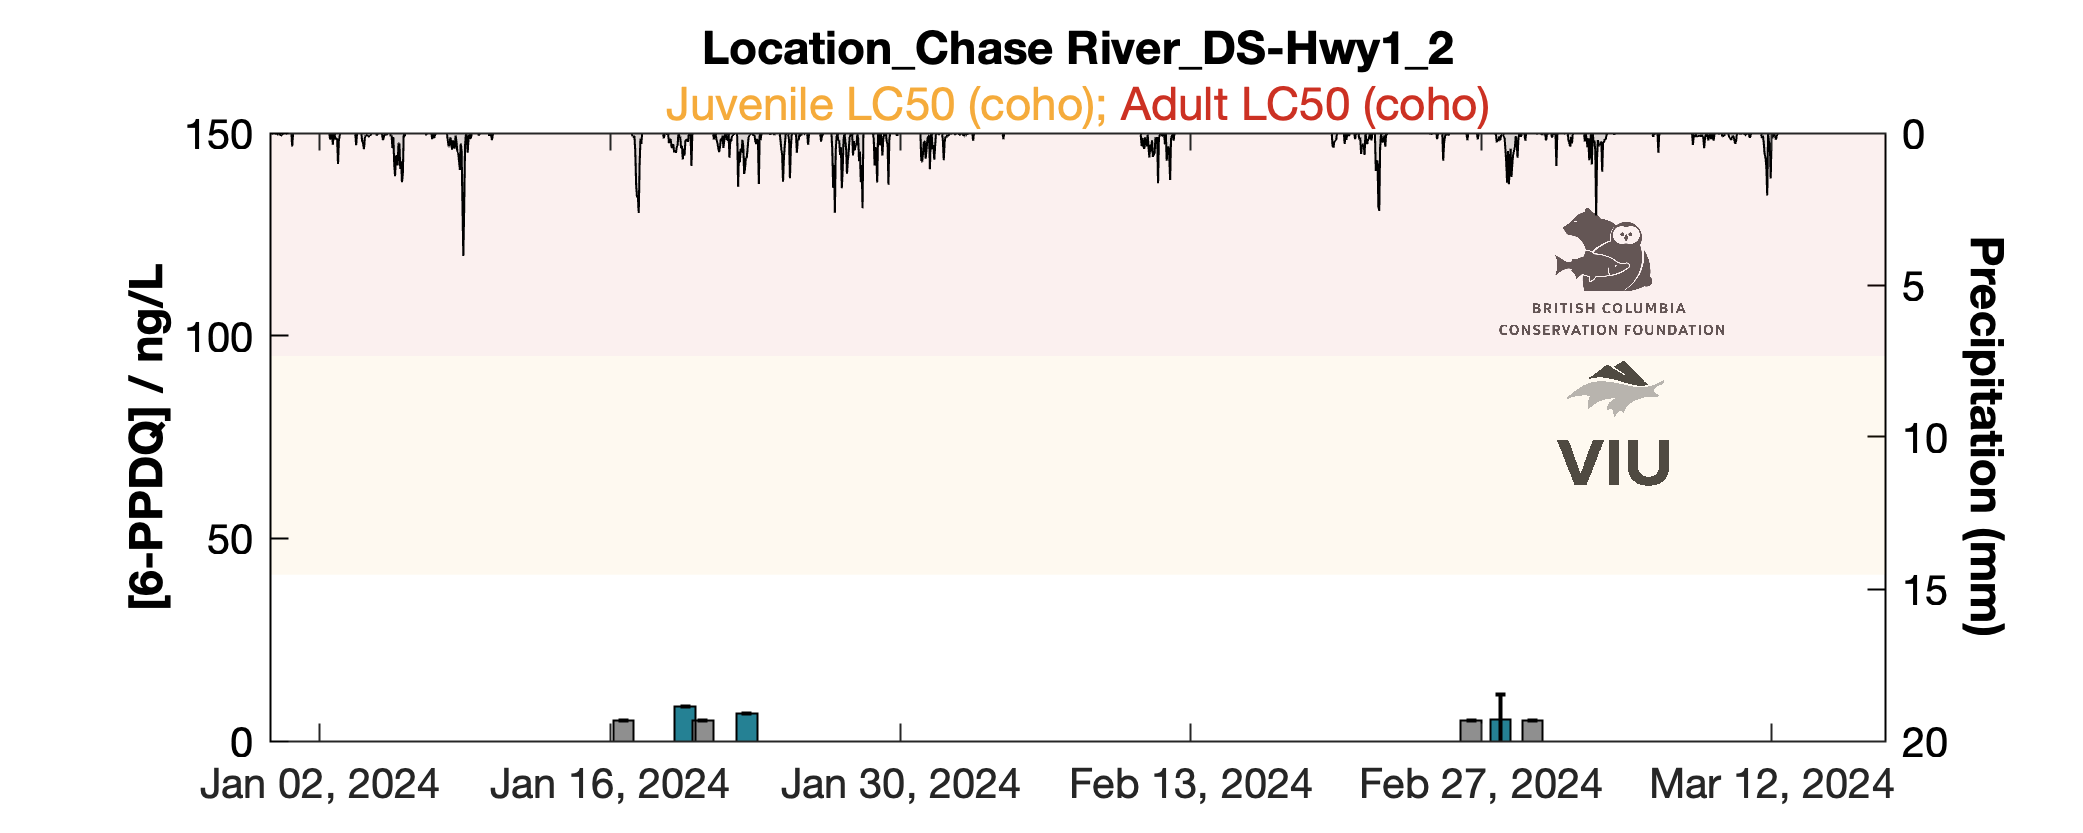 Location_Chase River_DS-Hwy1_2
Juvenile LC50 (coho); Adult LC50 (coho)
150
100
50
0
[6-PPDQ] / ng/L
0
5
10
15
20
Precipitation (mm)
BRITISH COLUMBIA
CONSERVATION FOUNDATION
VIU
Jan 02, 2024
Jan 16, 2024
Jan 30, 2024
Feb 13, 2024
Feb 27, 2024
Mar 12, 2024